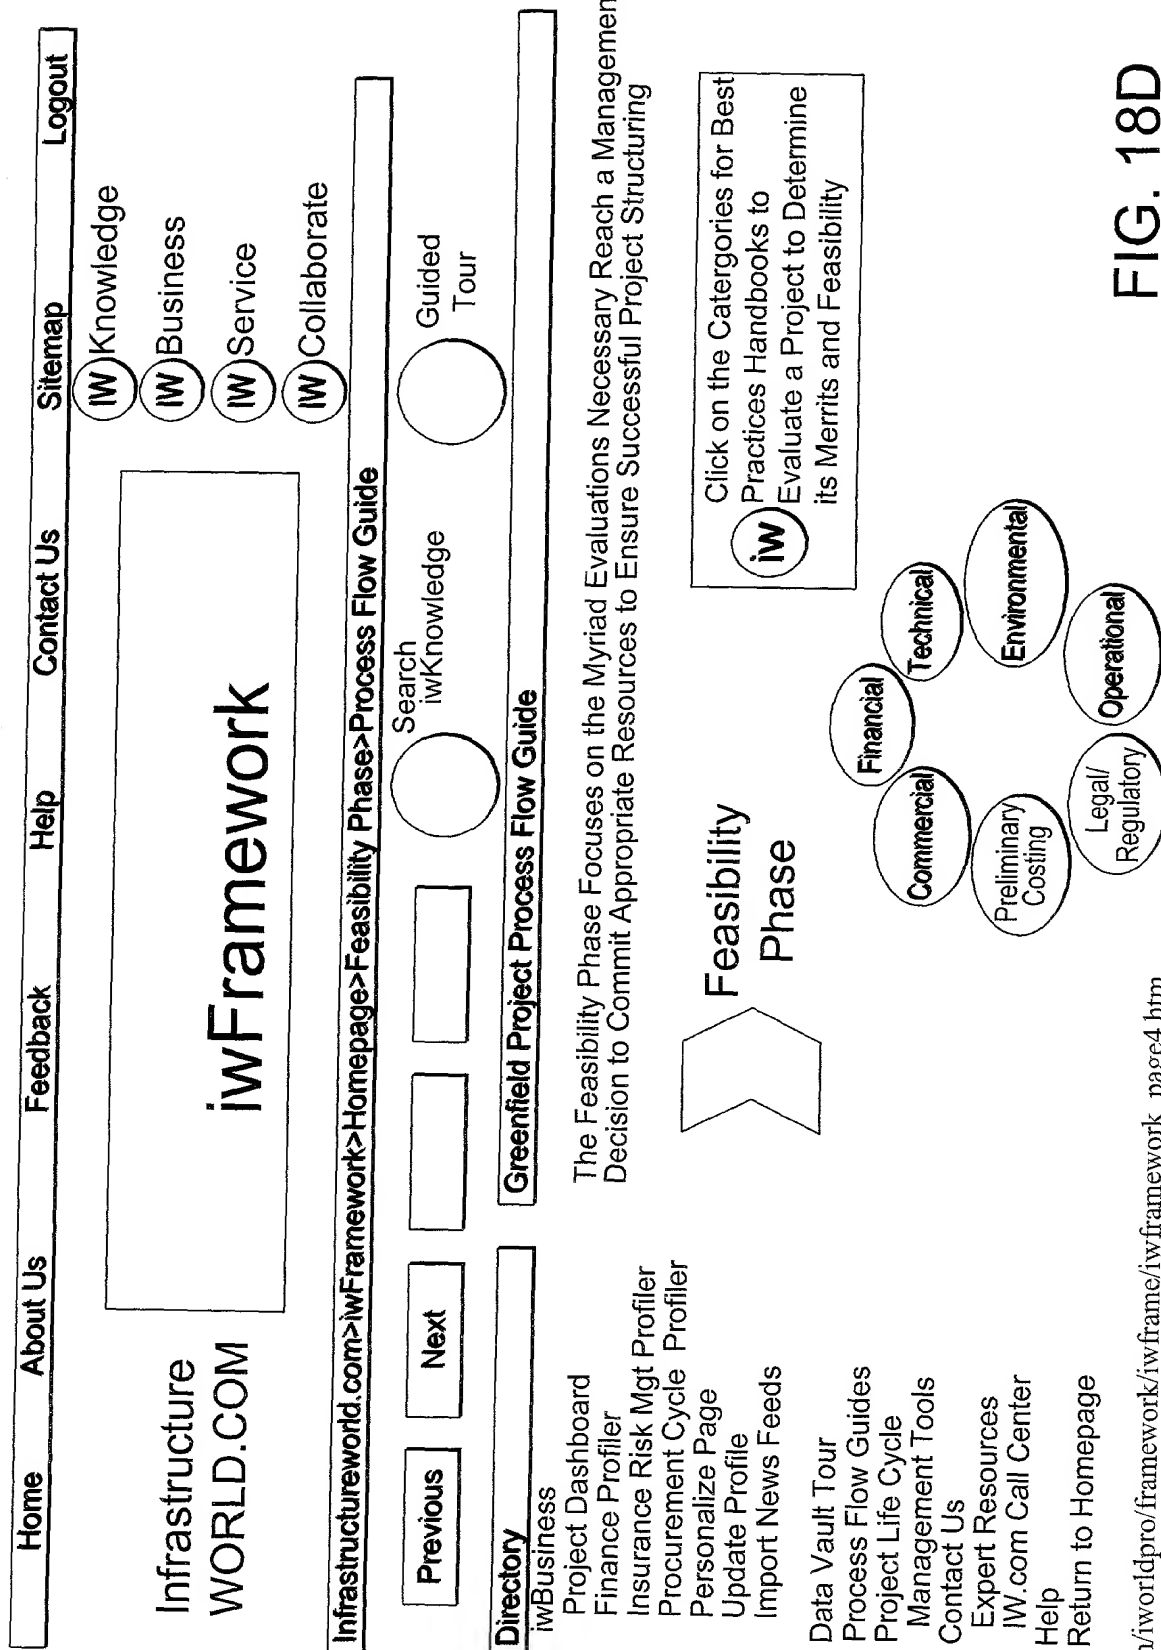 Home About Us Feedback Help Contact Us Sitemap Logout
Infrastructure
WORLD.COM
iwFramework
IW Knowledge
IW Business
IW Service
IW Collaborate
Infrastructureworld.com>iwFramework>Homepage>Feasibility Phase>Process Flow Guide
Previous
Next
Search
iwKnowledge
Guided
Tour
Directory
Greenfield Project Process Flow Guide
iwBusiness
Project Dashboard
Finance Profiler
Insurance Risk Mgt Profiler
Procurement Cycle Profiler
Personalize Page
Update Profile
Import News Feeds
Data Vault Tour
Process Flow Guides
Project Life Cycle
Management Tools
Contact Us
Expert Resources
IW.com Call Center
Help
Return to Homepage
The Feasibility Phase Focuses on the Myriad Evaluations Necessary Reach a Managemen
Decision to Commit Appropriate Resources to Ensure Successful Project Structuring
Feasibility
Phase
iW
Click on the Catergories for Best
Practices Handbooks to
Evaluate a Project to Determine
its Merrits and Feasibility
Financial
Commercial
Technical
Preliminary
Costing
Environmental
Legal/
Regulatory
Operational
/iworldpro/framework/iwframe/iwframework_page4.htm
FIG. 18D